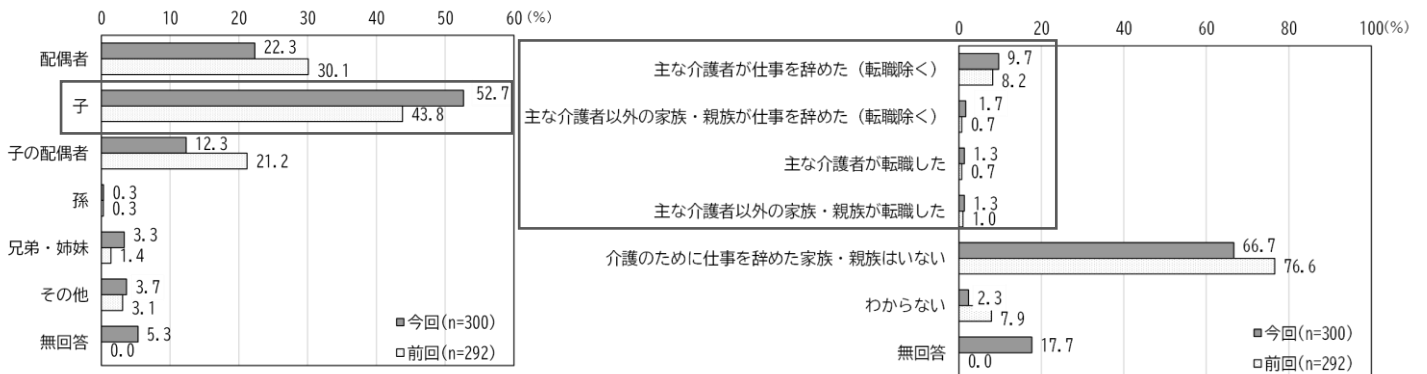 0 10 20 30 40 50 60 (%)
配偶者 22.3
30.1
子 52.7
43.8
子の配偶者 12.3
21.2
孫 0.3
0.3
兄弟・姉妹 3.3
1.4
その他 3.7
3.1
無回答 5.3
0.0
今回(n=300)
前回(n=292)
0 20 40 60 80 100(%)
主な介護者が仕事を辞めた（転職除く） 9.7
8.2
主な介護者以外の家族・親族が仕事を辞めた（転職除く） 1.7
0.7
主な介護者が転職した 1.3
0.7
主な介護者以外の家族・親族が転職した 1.3
1.0
介護のために仕事を辞めた家族・親族はいない 66.7
76.6
わからない 2.3
7.9
無回答 17.7
0.0
今回(n=300)
前回(n=292)